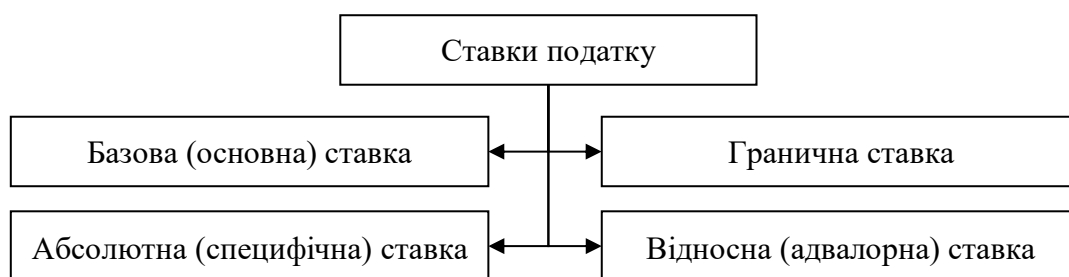 Ставки податку
Базова (основна) ставка
Гранична ставка
Абсолютна (специфічна) ставка
Відносна (адвалорна) ставка